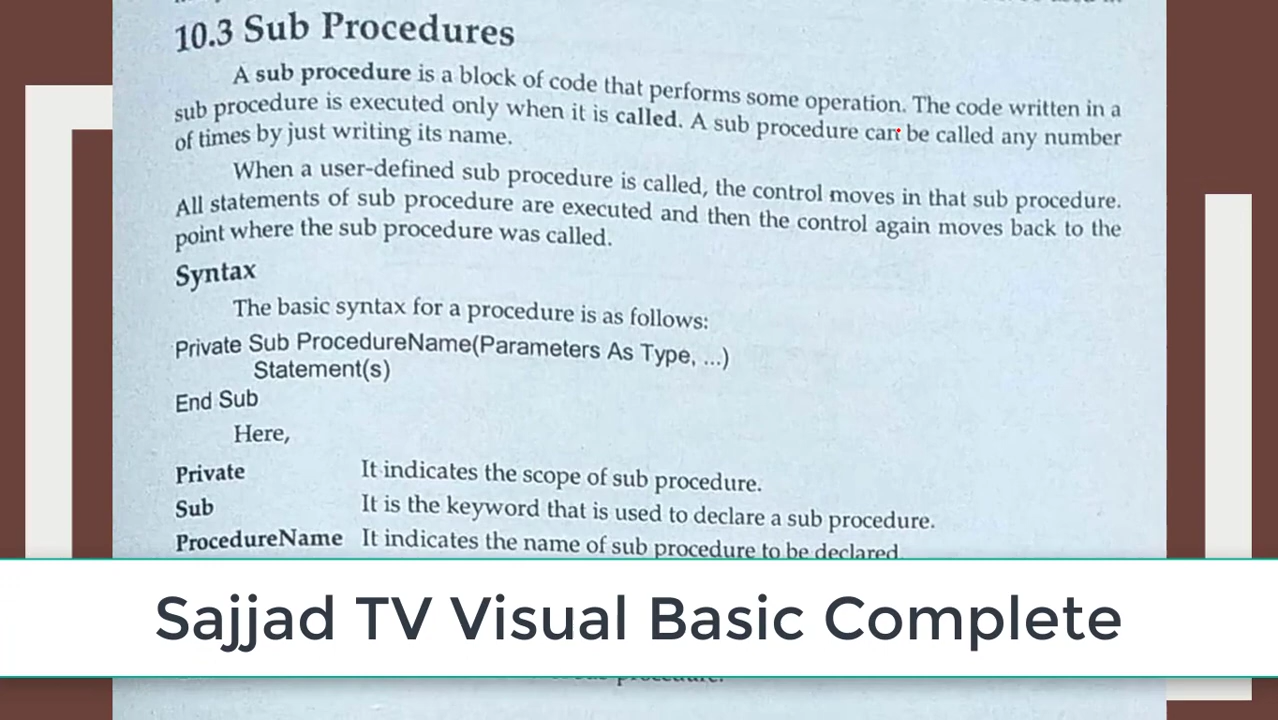 10.3 Sub Procedures
A sub procedure is a block of code that performs some operation. The code written in a
sub procedure is executed only when it is called. A sub procedure can be called any number
of times by just writing its name.
When a user-defined sub procedure is called, the control moves in that sub procedure.
All statements of sub procedure are executed and then the control again moves back to the
point where the sub procedure was called.
Syntax
The basic syntax for a procedure is as follows:
Private Sub ProcedureName(Parameters As Type, ...)
Statement(s)
End Sub
Here,
Private It indicates the scope of sub procedure.
Sub It is the keyword that is used to declare a sub procedure.
ProcedureName It indicates the name of sub procedure to be declared.
Sajjad TV Visual Basic Complete
procedure.